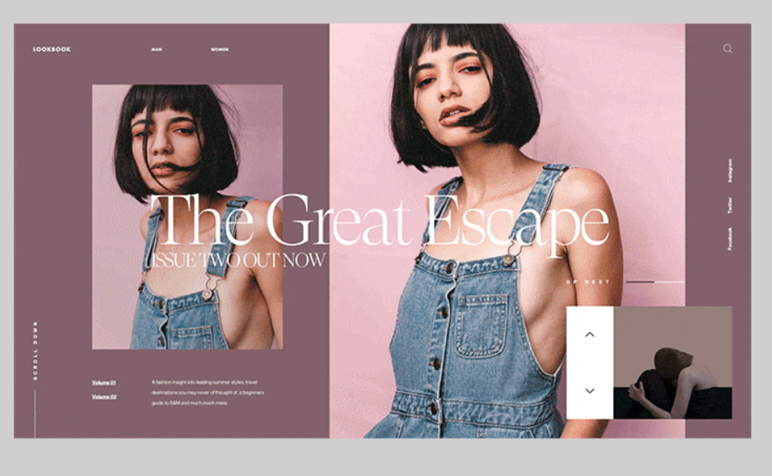 LOOKBOOK
MAN
WOMEN
The Great Escape
ISSUE TWO OUT NOW
UP NEXT
Instagram
Twitter
Facebook
SCROLL DOWN
Volume 01
Volume 02
A fashion insight into leading summer styles, travel
destinations you may never of thought of, a beginners
guide to S&M and much much more.